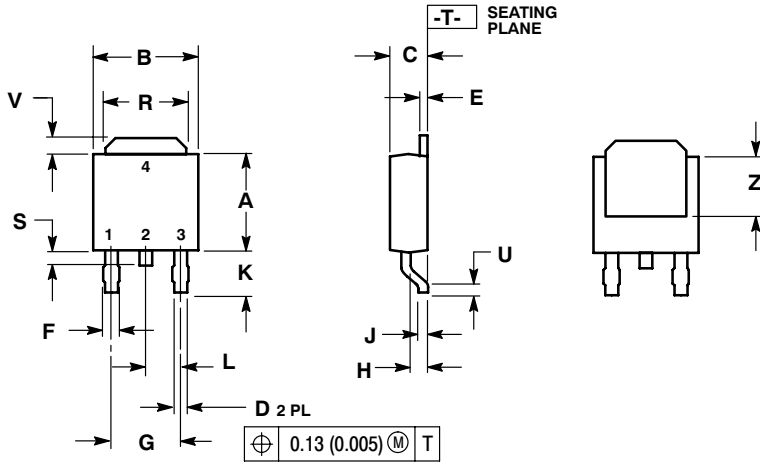 -T- SEATING
PLANE
B
C
V
R
E
4
Z
A
S
1 2 3
K
U
F
J
L
H
D 2 PL
G
⌖ 0.13 (0.005) Ⓜ T